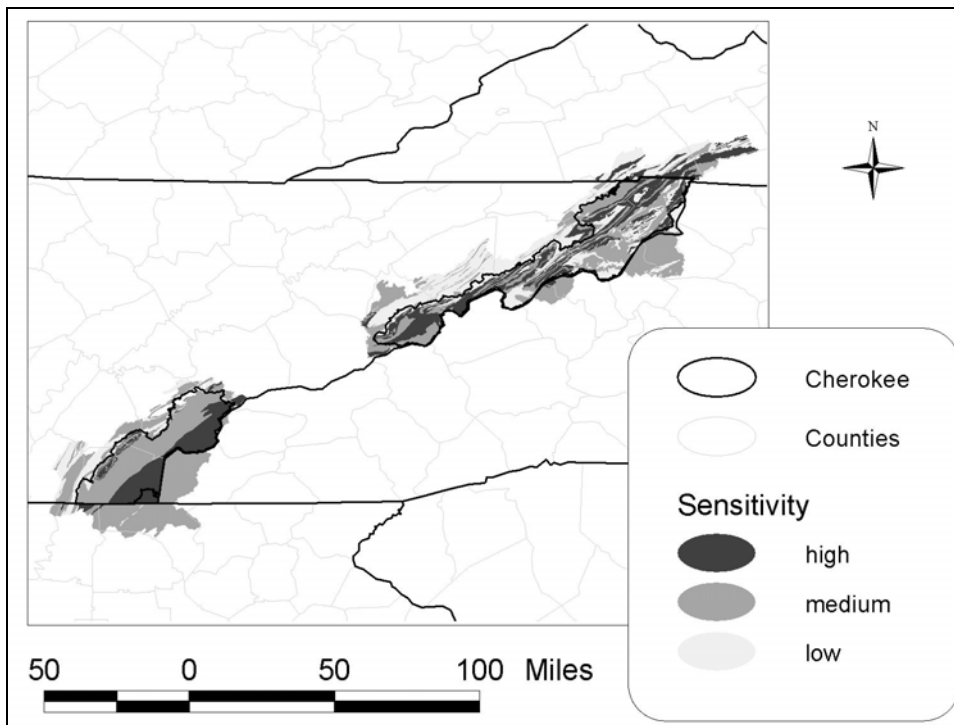 N
Cherokee
Counties
Sensitivity
high
medium
low
50 0 50 100 Miles